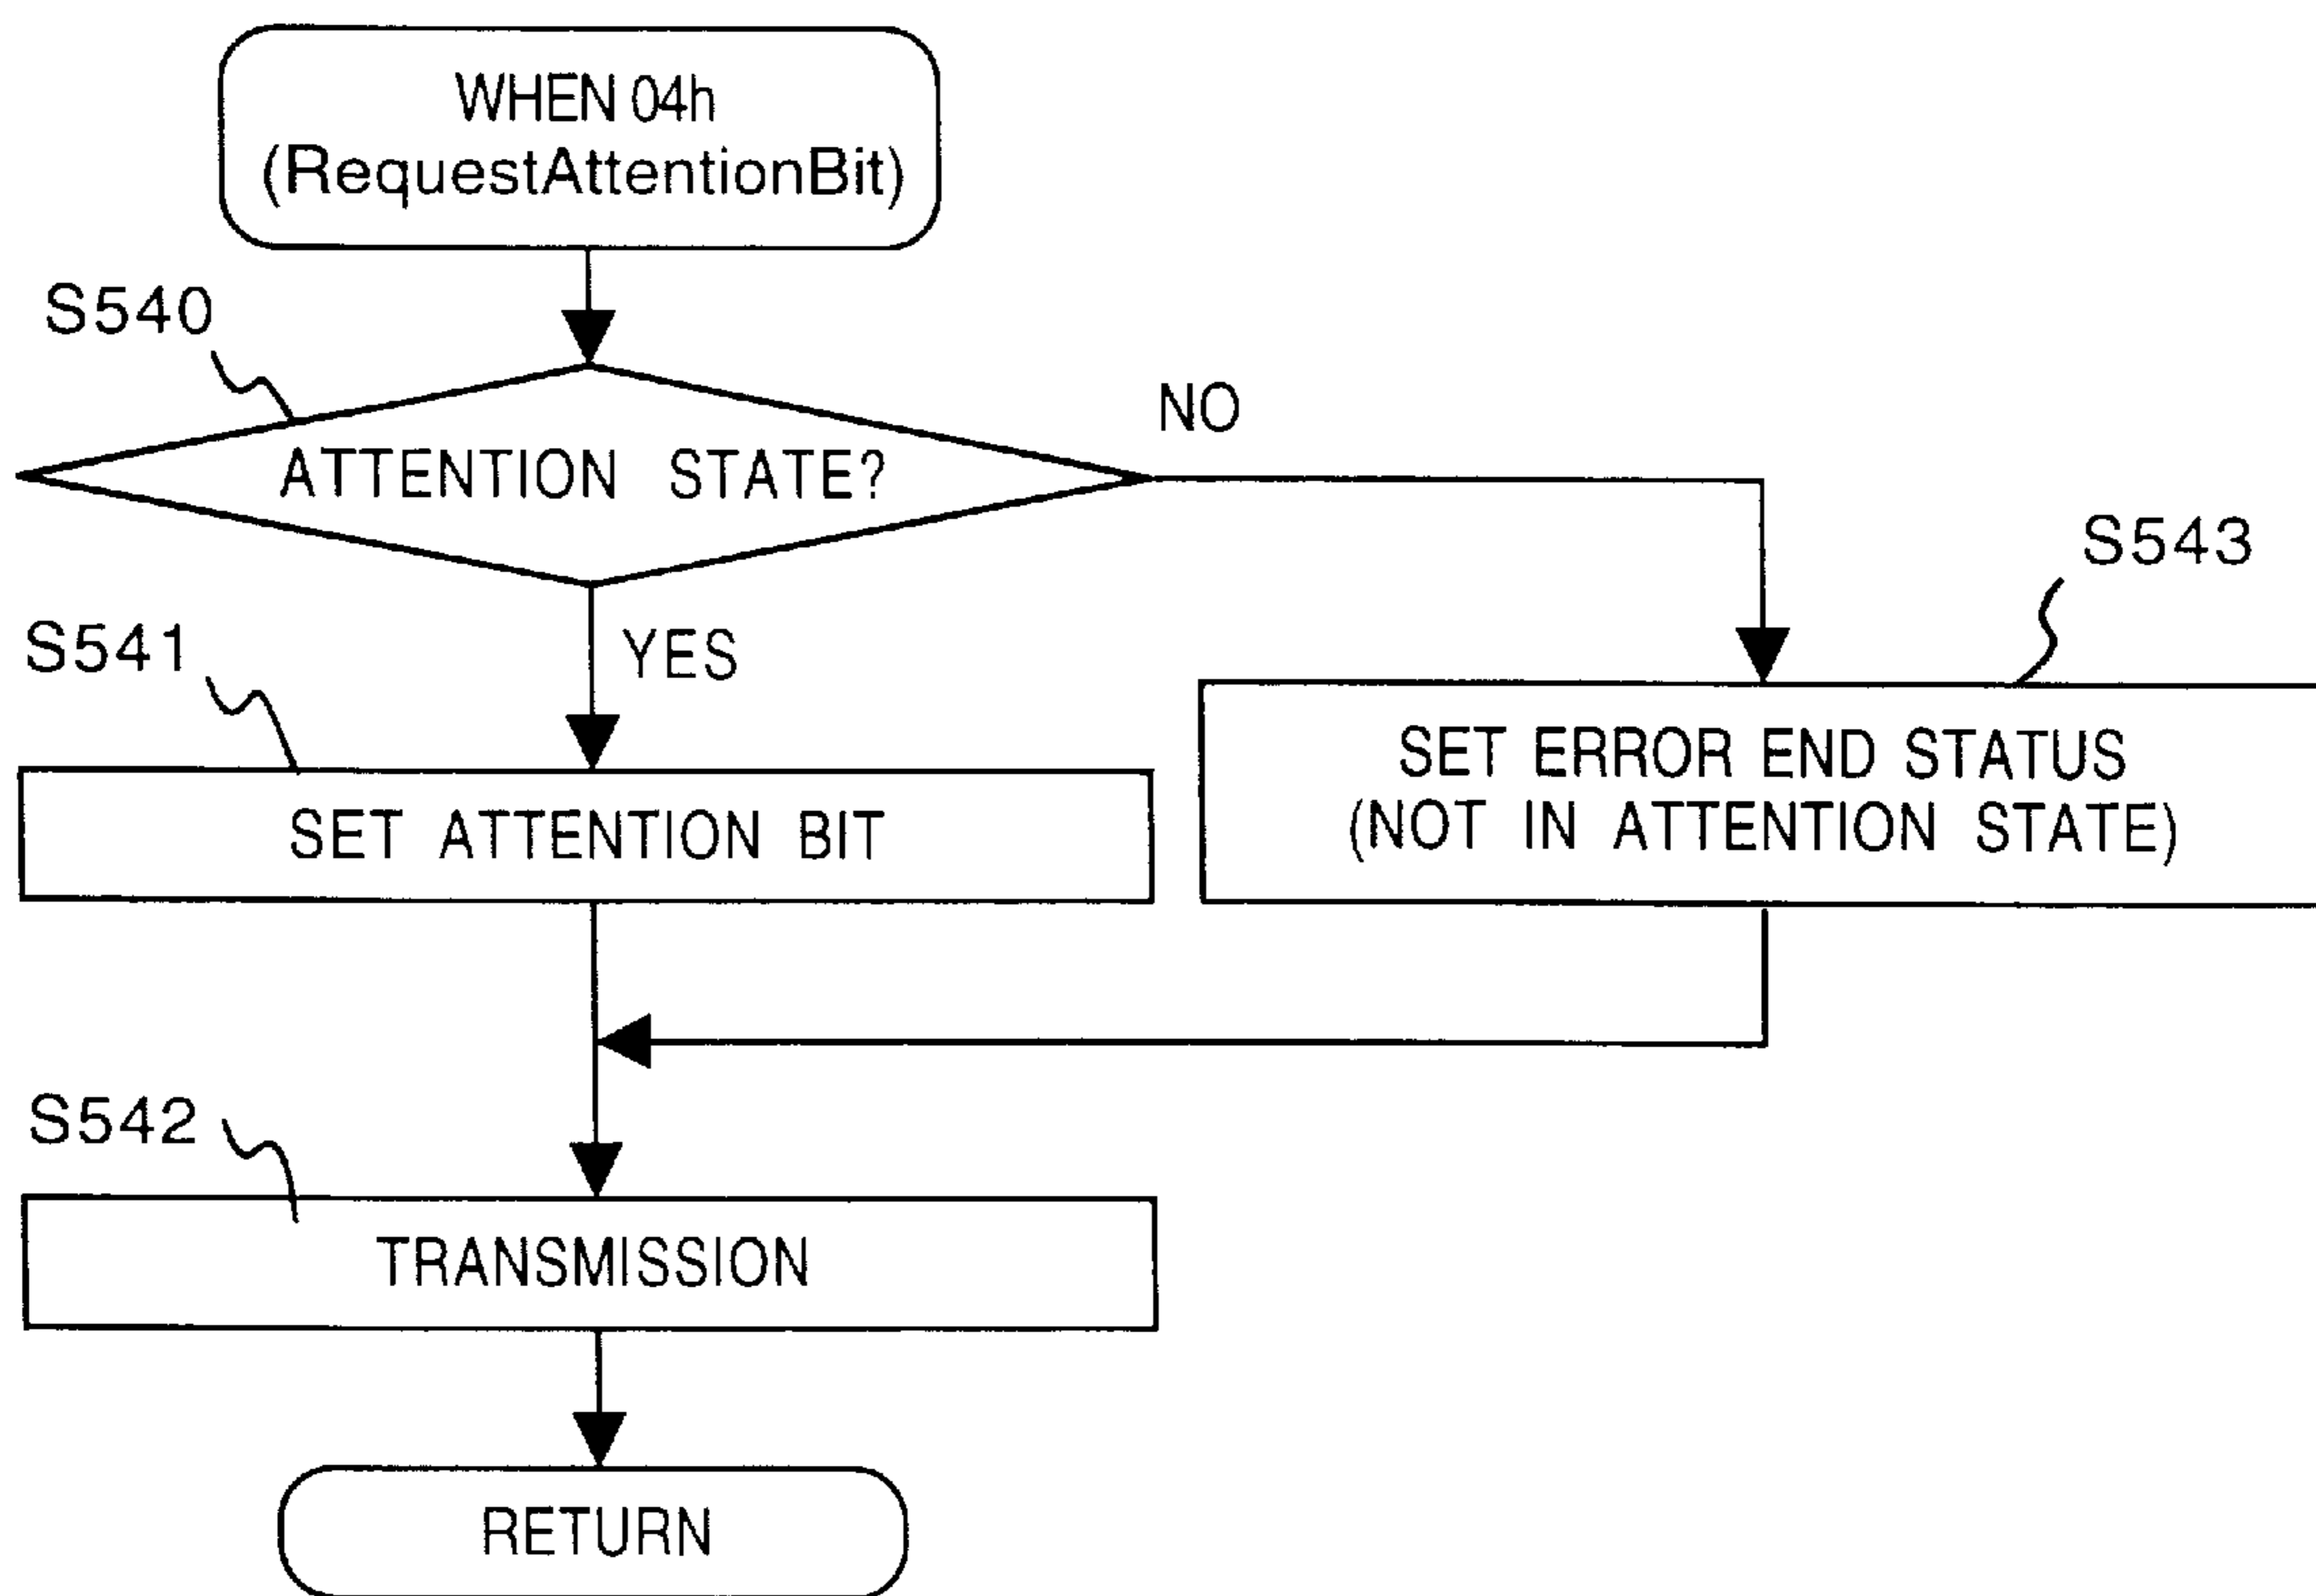 WHEN 04h
(RequestAttentionBit)
S540
ATTENTION STATE?
NO
S543
S541
YES
SET ERROR END STATUS
(NOT IN ATTENTION STATE)
SET ATTENTION BIT
S542
TRANSMISSION
RETURN